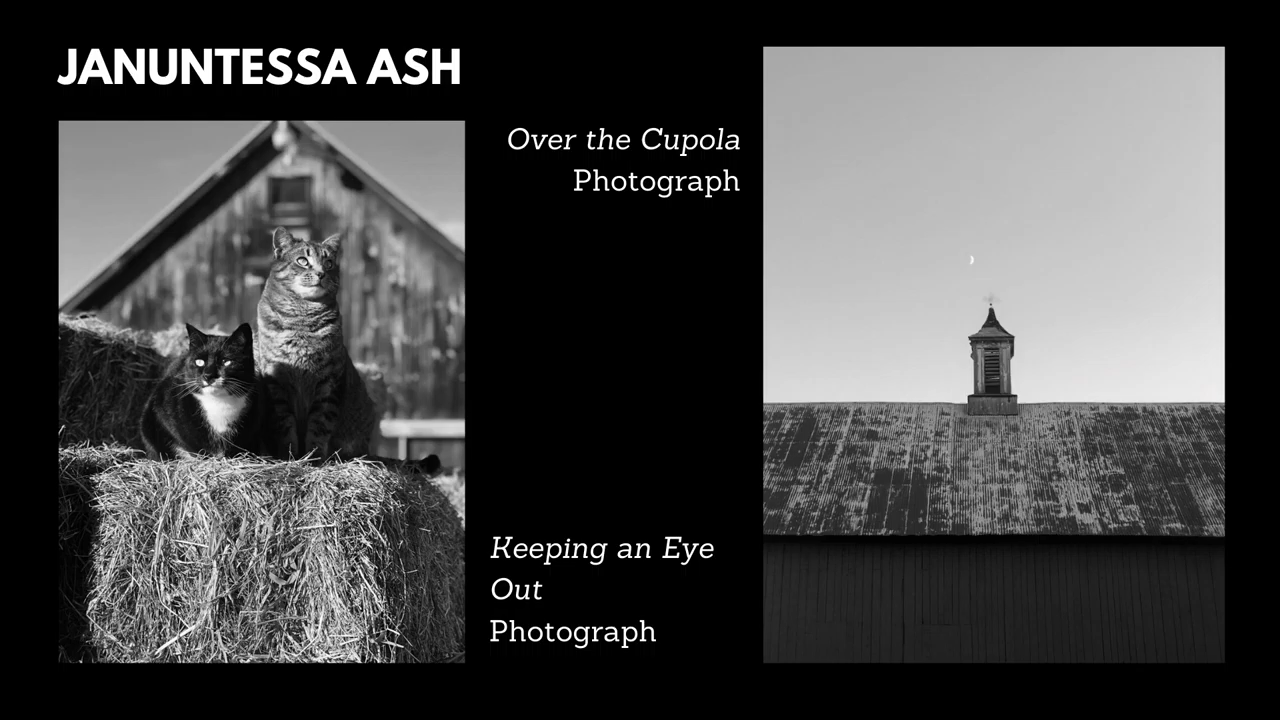 JANUNTESSA ASH
Over the Cupola
Photograph
Keeping an Eye
Out
Photograph